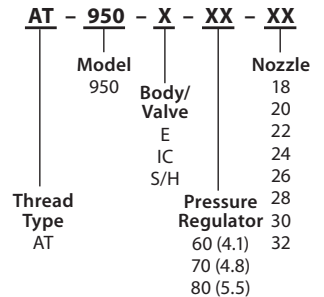 AT – 950 – X – XX – XX
Model
950
Body/
Valve
E
IC
S/H
Nozzle
18
20
22
24
26
28
30
32
Thread
Type
AT
Pressure
Regulator
60 (4.1)
70 (4.8)
80 (5.5)